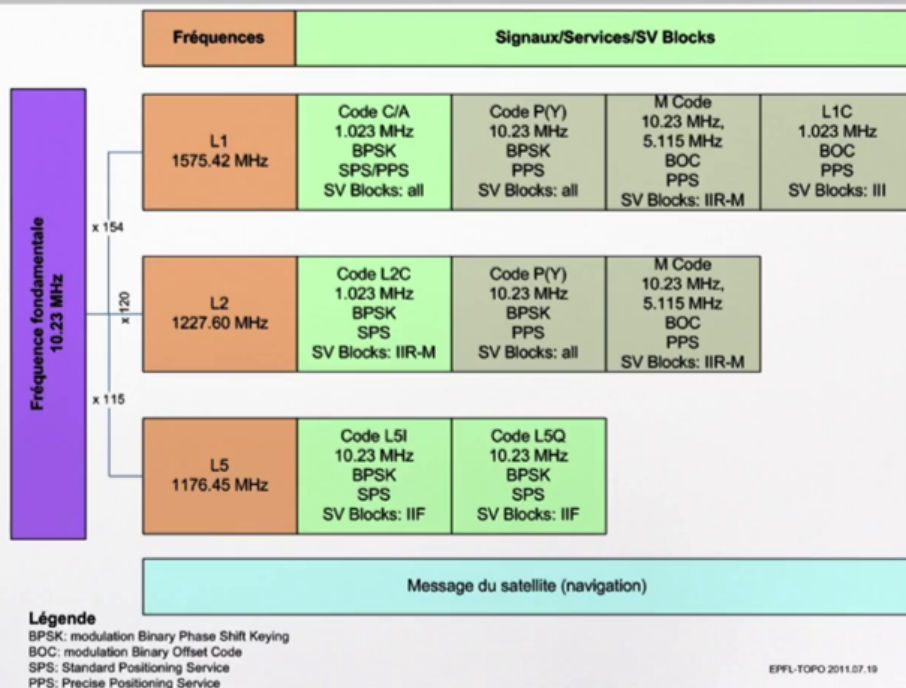 Fréquences
Signaux/Services/SV Blocks
Fréquence fondamentale
10.23 MHz
x 154
x 120
x 115
L1
1575.42 MHz
Code C/A
1.023 MHz
BPSK
SPS/PPS
SV Blocks: all
Code P(Y)
10.23 MHz
BPSK
PPS
SV Blocks: all
M Code
10.23 MHz,
5.115 MHz
BOC
PPS
SV Blocks: IIR-M
L1C
1.023 MHz
BOC
PPS
SV Blocks: III
L2
1227.60 MHz
Code L2C
1.023 MHz
BPSK
SPS
SV Blocks: IIR-M
Code P(Y)
10.23 MHz
BPSK
PPS
SV Blocks: all
M Code
10.23 MHz,
5.115 MHz
BOC
PPS
SV Blocks: IIR-M
L5
1176.45 MHz
Code L5I
10.23 MHz
BPSK
SPS
SV Blocks: IIF
Code L5Q
10.23 MHz
BPSK
SPS
SV Blocks: IIF
Message du satellite (navigation)
Légende
BPSK: modulation Binary Phase Shift Keying
BOC: modulation Binary Offset Code
SPS: Standard Positioning Service
PPS: Precise Positioning Service
EPFL-TOPO 2011.07.19